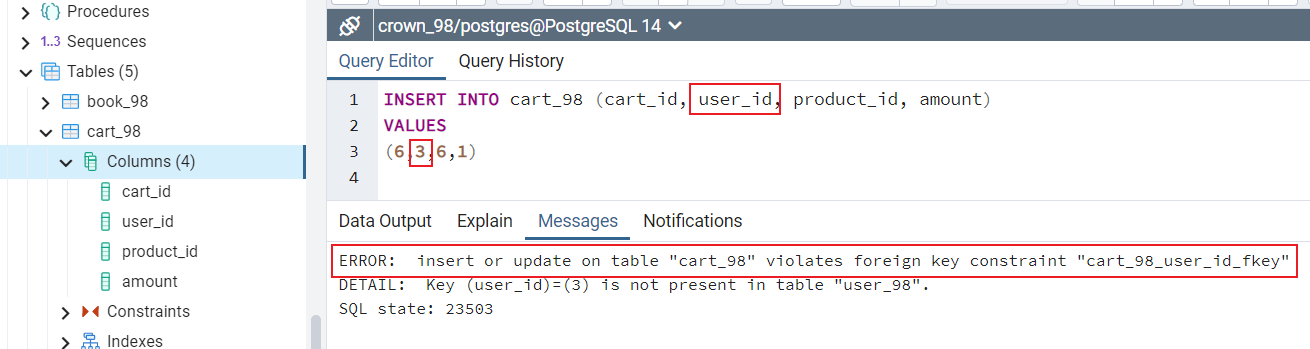 Procedures
1..3 Sequences
Tables (5)
book_98
cart_98
Columns (4)
cart_id
user_id
product_id
amount
Constraints
Indexes
crown_98/postgres@PostgreSQL 14
Query Editor Query History
1 INSERT INTO cart_98 (cart_id, user_id, product_id, amount)
2 VALUES
3 (6,3,6,1)
4
Data Output Explain Messages Notifications
ERROR:  insert or update on table "cart_98" violates foreign key constraint "cart_98_user_id_fkey"
DETAIL:  Key (user_id)=(3) is not present in table "user_98".
SQL state: 23503